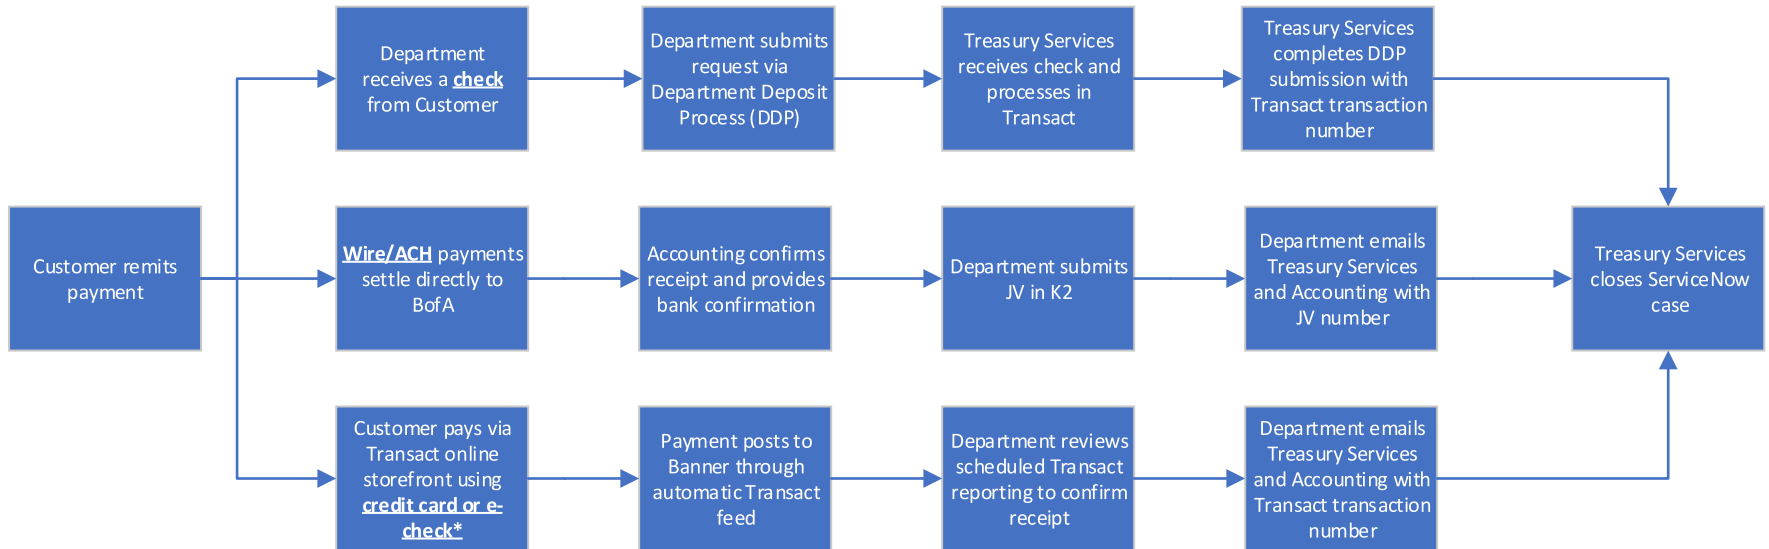 Department
receives a check
from Customer
Department submits
request via
Department Deposit
Process (DDP)
Treasury Services
receives check and
processes in
Transact
Treasury Services
completes DDP
submission with
Transact transaction
number
Customer remits
payment
Wire/ACH payments
settle directly to
BofA
Accounting confirms
receipt and provides
bank confirmation
Department submits
JV in K2
Department emails
Treasury Services
and Accounting with
JV number
Treasury Services
closes ServiceNow
case
Customer pays via
Transact online
storefront using
credit card or e-
check*
Payment posts to
Banner through
automatic Transact
feed
Department reviews
scheduled Transact
reporting to confirm
receipt
Department emails
Treasury Services
and Accounting with
Transact transaction
number